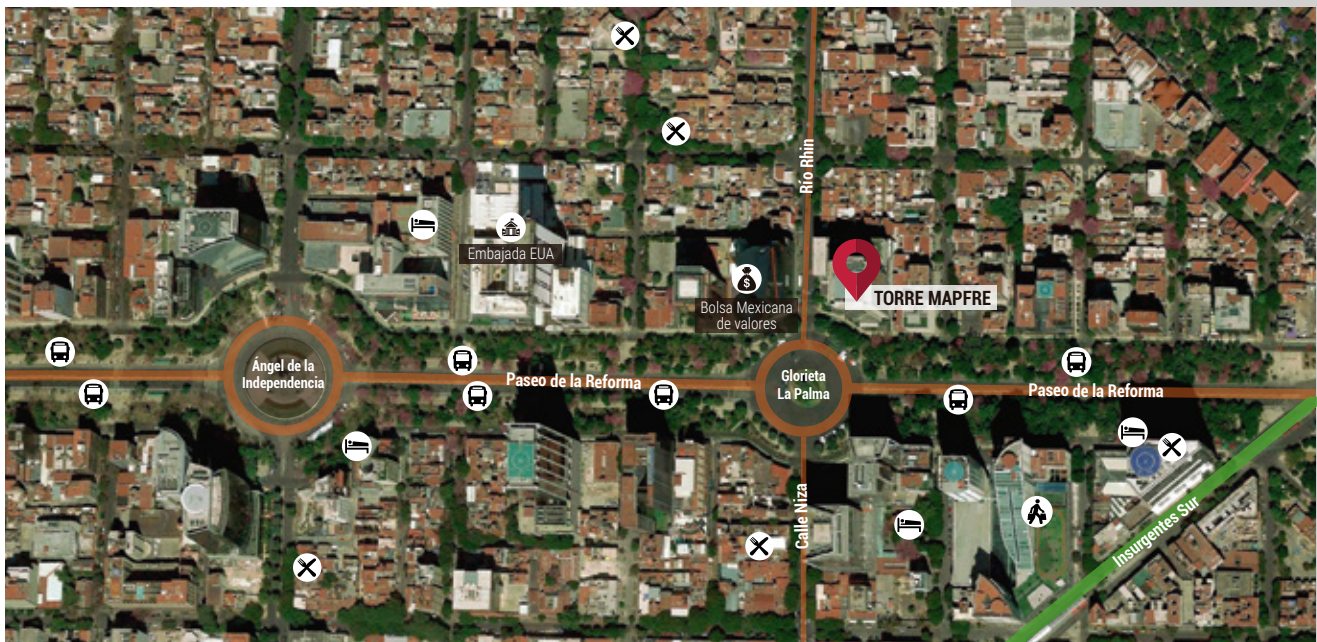 Río Rhin
Embajada EUA
TORRE MAPFRE
Bolsa Mexicana
de valores
Ángel de la
Independencia
Paseo de la Reforma
Glorieta
La Palma
Paseo de la Reforma
Calle Niza
Insurgentes Sur
$